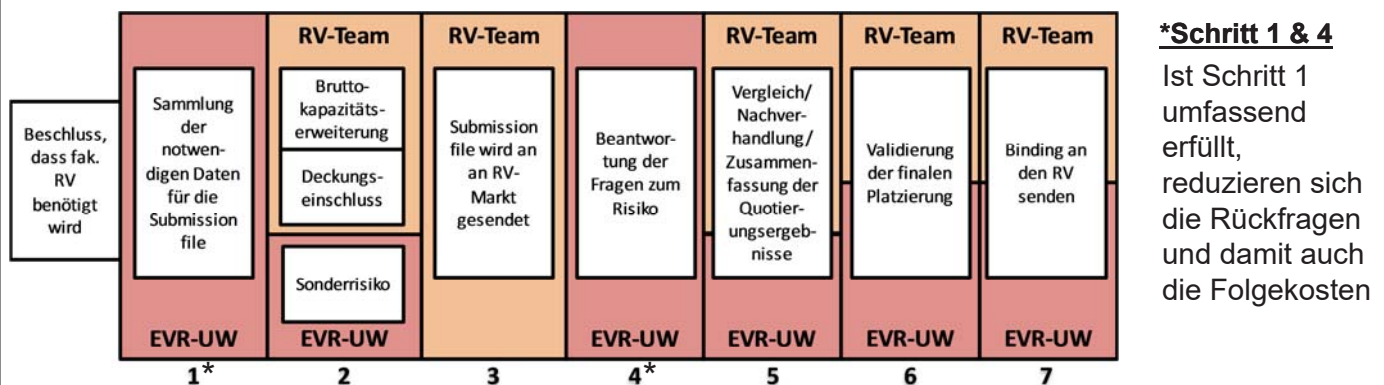 Beschluss,
dass fak.
RV
benötigt
wird
Sammlung
der
notwen-
digen Daten
für die
Submission
file
EVR-UW
1*
RV-Team
Brutto-
kapazitäts-
erweiterung
Deckungs-
einschluss
Sonderrisiko
EVR-UW
2
RV-Team
Submission
file wird an
an RV-
Markt
gesendet
3
Beantwor-
tung der
Fragen zum
Risiko
EVR-UW
4*
RV-Team
Vergleich/
Nachver-
handlung/
Zusammen-
fassung der
Quotier-
ungsergeb-
nisse
EVR-UW
5
RV-Team
Validierung
der finalen
Platzierung
EVR-UW
6
RV-Team
Binding an
den RV
senden
EVR-UW
7
*Schritt 1 & 4
Ist Schritt 1
umfassend
erfüllt,
reduzieren sich
die Rückfragen
und damit auch
die Folgekosten